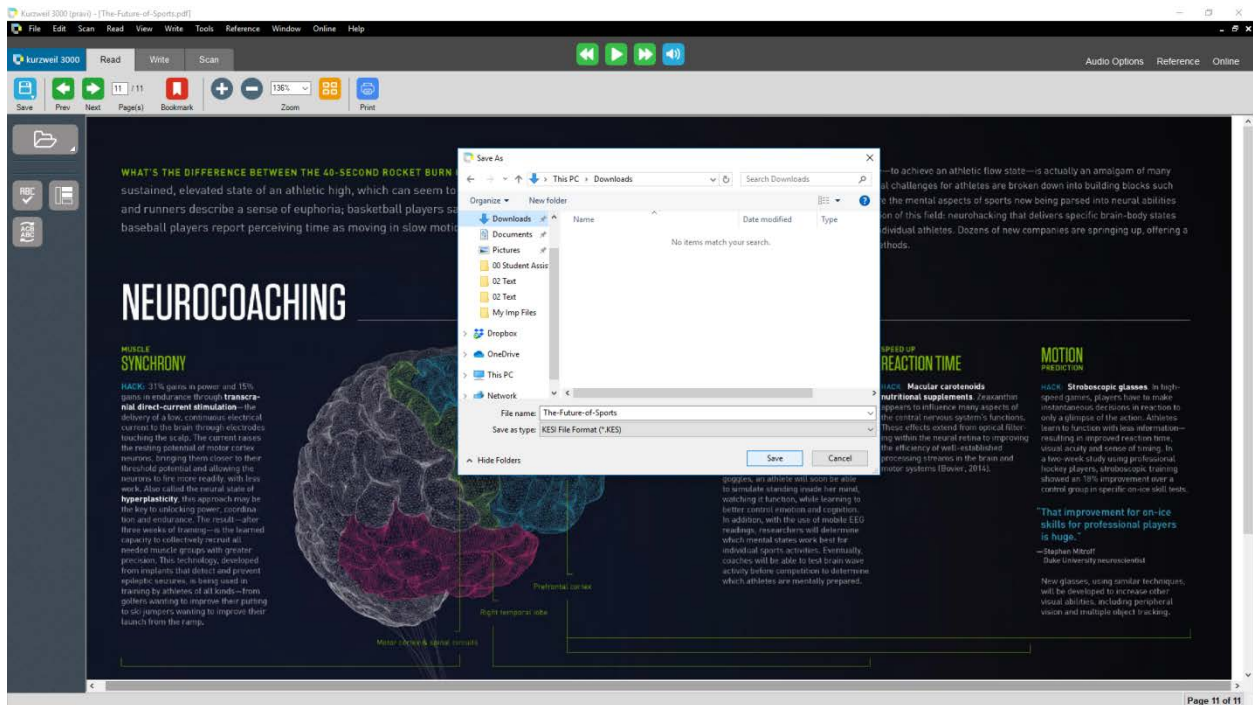 Kurzweil 3000 (pravi) - [The-Future-of-Sports.pdf]
File Edit Scan Read View Write Tools Reference Window Online Help
kurzweil 3000 Read Write Scan
Audio Options Reference Online
11 / 11
136%
Save Prev Next Page(s) Bookmark Zoom Print
WHAT'S THE DIFFERENCE BETWEEN THE 40-SECOND ROCKET BURN
sustained, elevated state of an athletic high, which can seem to
and runners describe a sense of euphoria; basketball players sa
baseball players report perceiving time as moving in slow motio
—to achieve an athletic flow state—is actually an amalgam of many
al challenges for athletes are broken down into building blocks such
e the mental aspects of sports now being parsed into neural abilities
on of this field: neurohacking that delivers specific brain-body states
dividual athletes. Dozens of new companies are springing up, offering a
thods.
Save As
This PC > Downloads
Search Downloads
Organize
New folder
Name
Date modified
Type
No items match your search.
Downloads
Documents
Pictures
00 Student Assis
02 Text
02 Text
My Imp Files
Dropbox
OneDrive
This PC
Network
File name: The-Future-of-Sports
Save as type: KESI File Format (*.KES)
Hide Folders
Save
Cancel
NEUROCOACHING
MUSCLE
SYNCHRONY
HACK: 31% gains in power and 15%
gains in endurance through transcra-
nial direct-current stimulation—the
delivery of a low, continuous electrical
current to the brain through electrodes
touching the scalp. The current raises
the resting potential of motor cortex
neurons, bringing them closer to their
threshold potential and allowing the
neurons to fire more readily, with less
work. Also called the neural state of
hyperplasticity, this approach may be
the key to unlocking power, coordina-
tion and endurance. The result—after
three weeks of training—is the learned
capacity to collectively recruit all
needed muscle groups with greater
precision. This technology, developed
from implants that detect and prevent
epileptic seizures, is being used in
training by athletes of all kinds—from
golfers wanting to improve their putting
to ski jumpers wanting to improve their
launch from the ramp.
Prefrontal cortex
Right temporal lobe
Motor cortex & spinal circuits
goggles, an athlete will soon be able
to simulate standing inside her mind,
watching it function, while learning to
better control emotion and cognition.
In addition, with the use of mobile EEG
readings, researchers will determine
which mental states work best for
individual sports activities. Eventually,
coaches will be able to test brain wave
activity before competition to determine
which athletes are mentally prepared.
SPEED UP
REACTION TIME
HACK: Macular carotenoids
nutritional supplements. Zeaxanthin
appears to influence many aspects of
the central nervous system's functions.
These effects extend from optical filter-
ing within the neural retina to improving
the efficiency of well-established
processing streams in the brain and
motor systems (Bovier, 2014).
MOTION
PREDICTION
HACK: Stroboscopic glasses. In high-
speed games, players have to make
instantaneous decisions in reaction to
only a glimpse of the action. Athletes
learn to function with less information—
resulting in improved reaction time,
visual acuity and sense of timing. In
a two-week study using professional
hockey players, stroboscopic training
showed an 18% improvement over a
control group in specific on-ice skill tests.
"That improvement for on-ice
skills for professional players
is huge."
—Stephen Mitroff
Duke University neuroscientist
New glasses, using similar techniques,
will be developed to increase other
visual abilities, including peripheral
vision and multiple object tracking.
Page 11 of 11